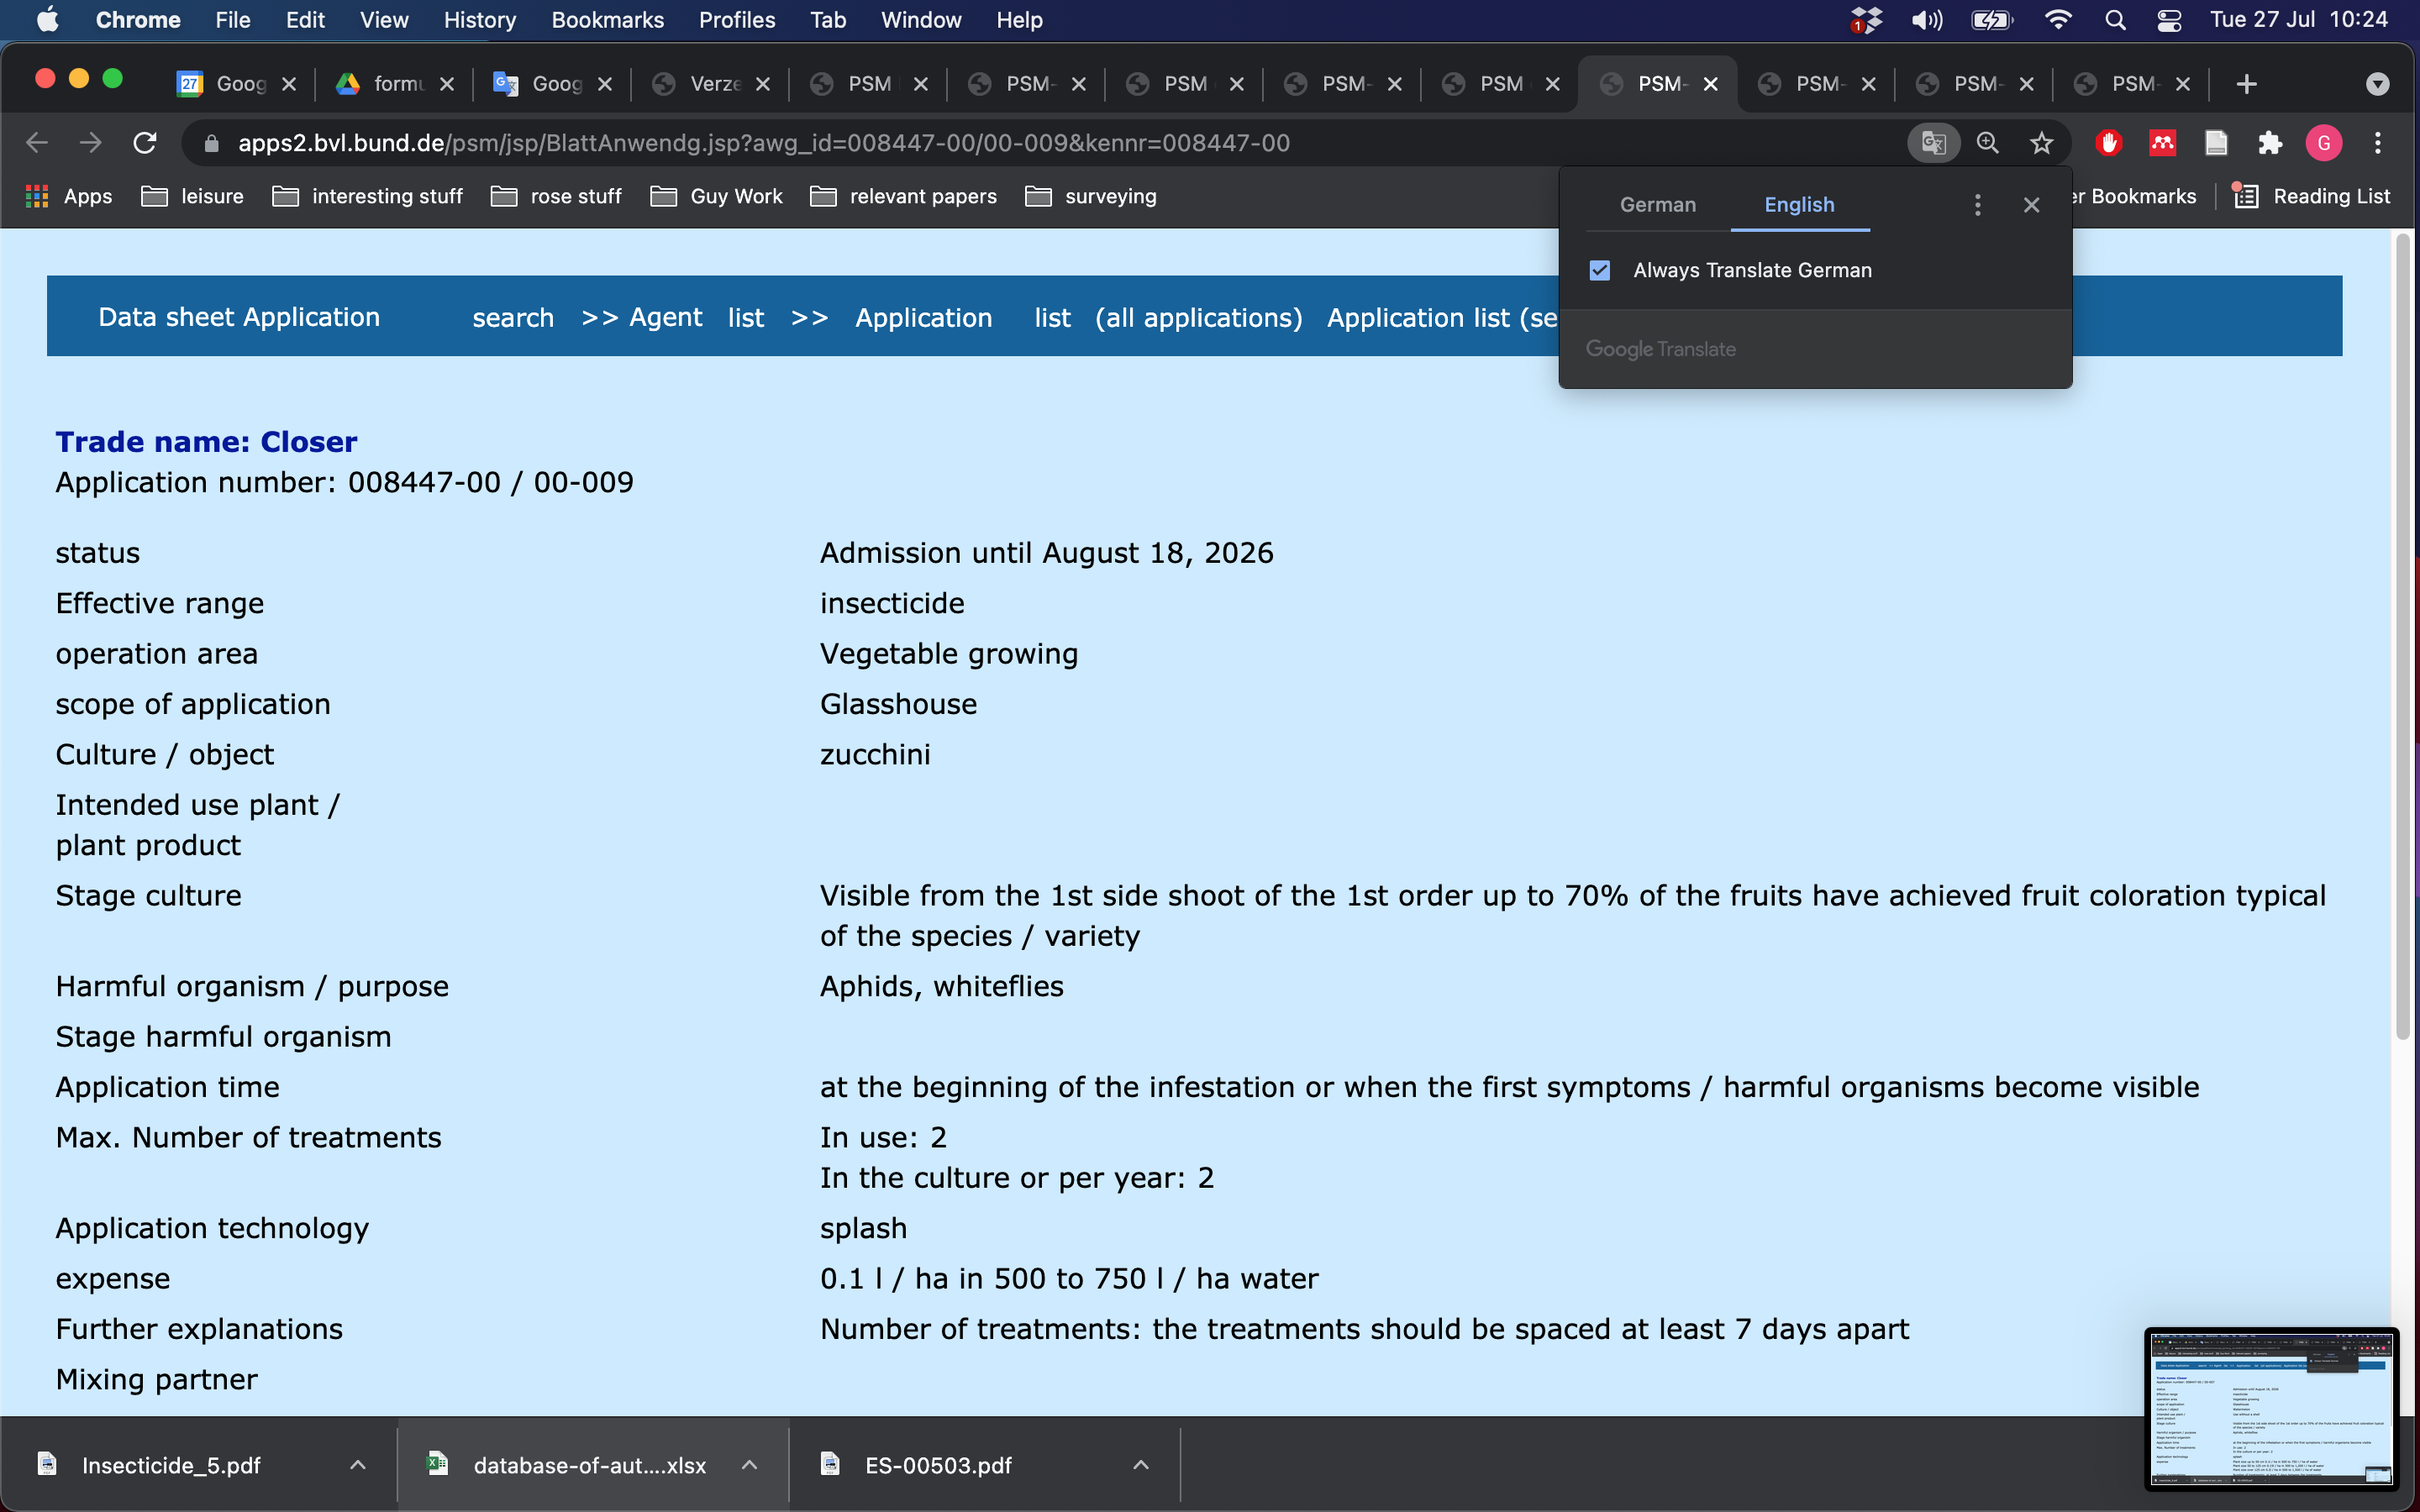 Chrome File Edit View History Bookmarks Profiles Tab Window Help 1 Tue 27 Jul 10:24
27 Goog formu Goog Verze PSM PSM- PSM PSM- PSM PSM- PSM- PSM- PSM-
apps2.bvl.bund.de/psm/jsp/BlattAnwendg.jsp?awg_id=008447-00/00-009&kennr=008447-00 G
Apps leisure interesting stuff rose stuff Guy Work relevant papers surveying er Bookmarks Reading List
German English
Always Translate German
Google Translate
Data sheet Application search >> Agent list >> Application list (all applications) Application list (se
Trade name: Closer
Application number: 008447-00 / 00-009
status Admission until August 18, 2026
Effective range insecticide
operation area Vegetable growing
scope of application Glasshouse
Culture / object zucchini
Intended use plant /
plant product
Stage culture Visible from the 1st side shoot of the 1st order up to 70% of the fruits have achieved fruit coloration typical
of the species / variety
Harmful organism / purpose Aphids, whiteflies
Stage harmful organism
Application time at the beginning of the infestation or when the first symptoms / harmful organisms become visible
Max. Number of treatments In use: 2
In the culture or per year: 2
Application technology splash
expense 0.1 l / ha in 500 to 750 l / ha water
Further explanations Number of treatments: the treatments should be spaced at least 7 days apart
Mixing partner
Insecticide_5.pdf database-of-aut....xlsx ES-00503.pdf